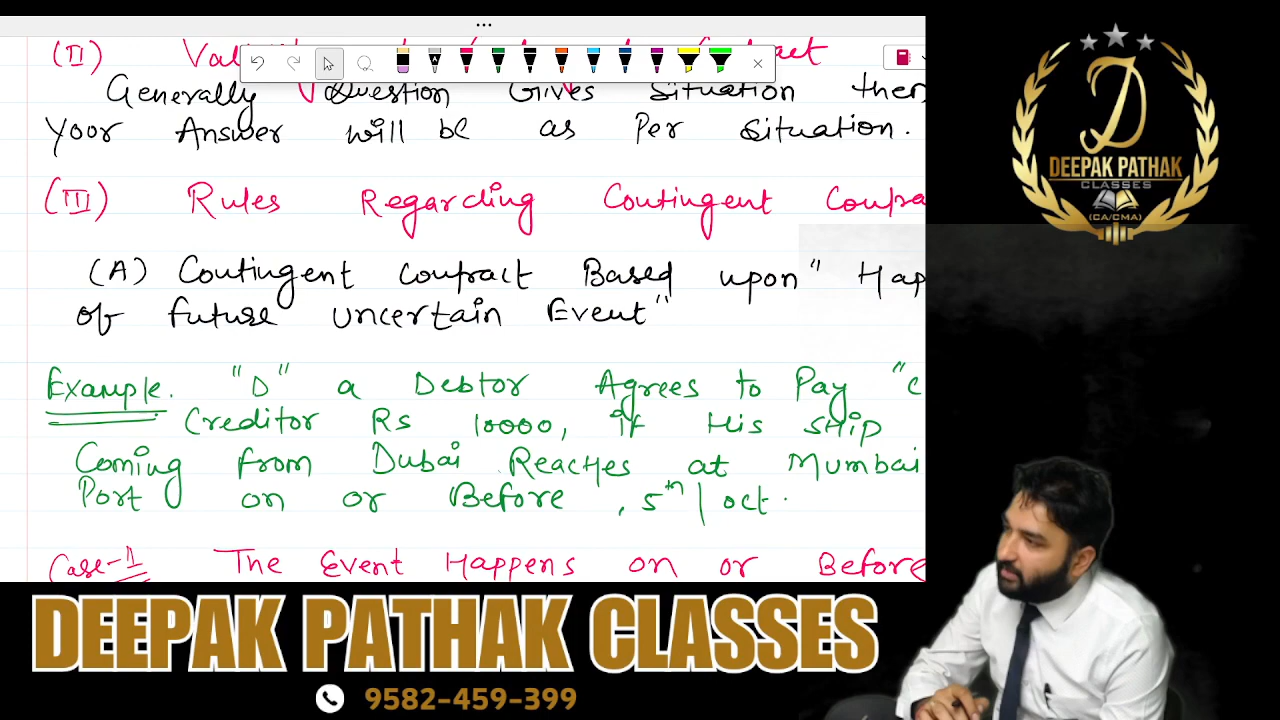 (II)
Generally Question Gives Situation then
Your Answer will be as Per Situation.
(III) Rules Regarding Contingent
(A) Contingent contract Based upon "
of future uncertain Event"
Example. "D" a Debtor Agrees to Pay "C
Creditor Rs 10000, if His ship
Coming from Dubai Reaches at Mumbai
Port on or Before, 5th/oct.
Case-1 The Event Happens on or Before
D
DEEPAK PATHAK
CLASSES
(CA/CMA)
DEEPAK PATHAK CLASSES
9582-459-399